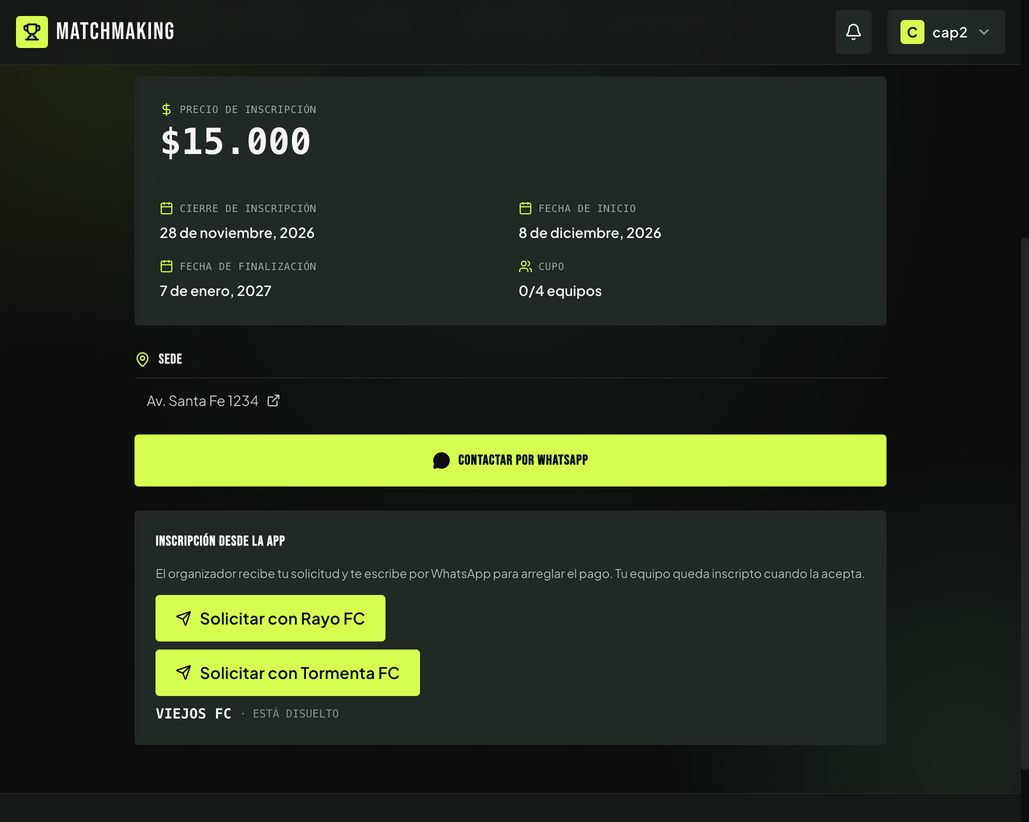 MATCHMAKING
C cap2
PRECIO DE INSCRIPCIÓN
$15.000
CIERRE DE INSCRIPCIÓN
28 de noviembre, 2026
FECHA DE INICIO
8 de diciembre, 2026
FECHA DE FINALIZACIÓN
7 de enero, 2027
CUPO
0/4 equipos
SEDE
Av. Santa Fe 1234
CONTACTAR POR WHATSAPP
INSCRIPCIÓN DESDE LA APP
El organizador recibe tu solicitud y te escribe por WhatsApp para arreglar el pago. Tu equipo queda inscripto cuando la acepta.
Solicitar con Rayo FC
Solicitar con Tormenta FC
VIEJOS FC · ESTÁ DISUELTO